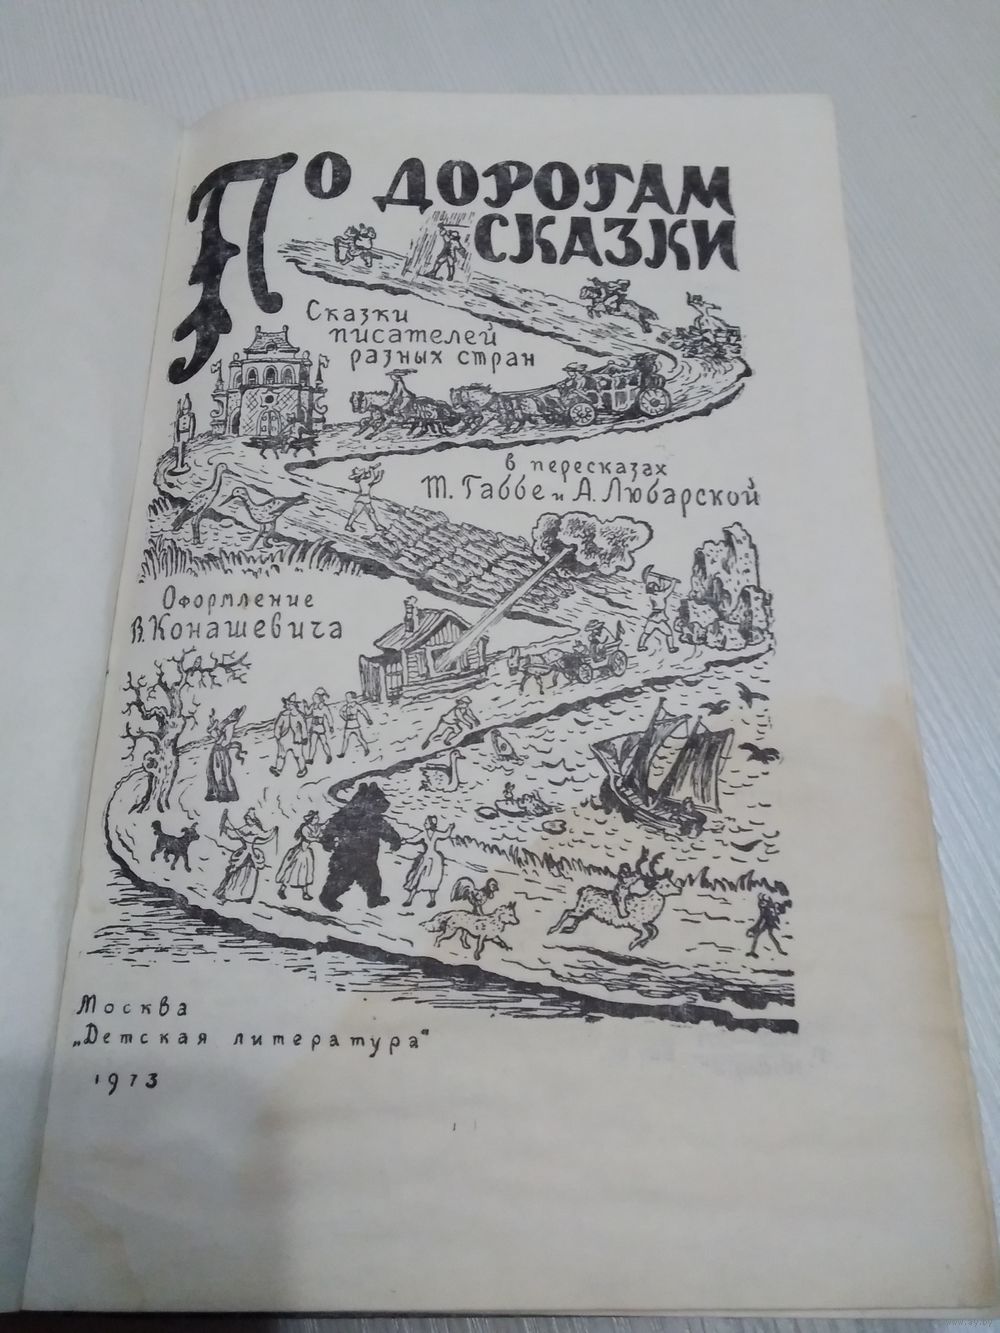 По дорогам
сказки
Сказки
писателей
разных стран
в пересказах
Т. Габбе и А. Любарской
Оформление
В. Конашевича
Москва
„Детская литература“
1973